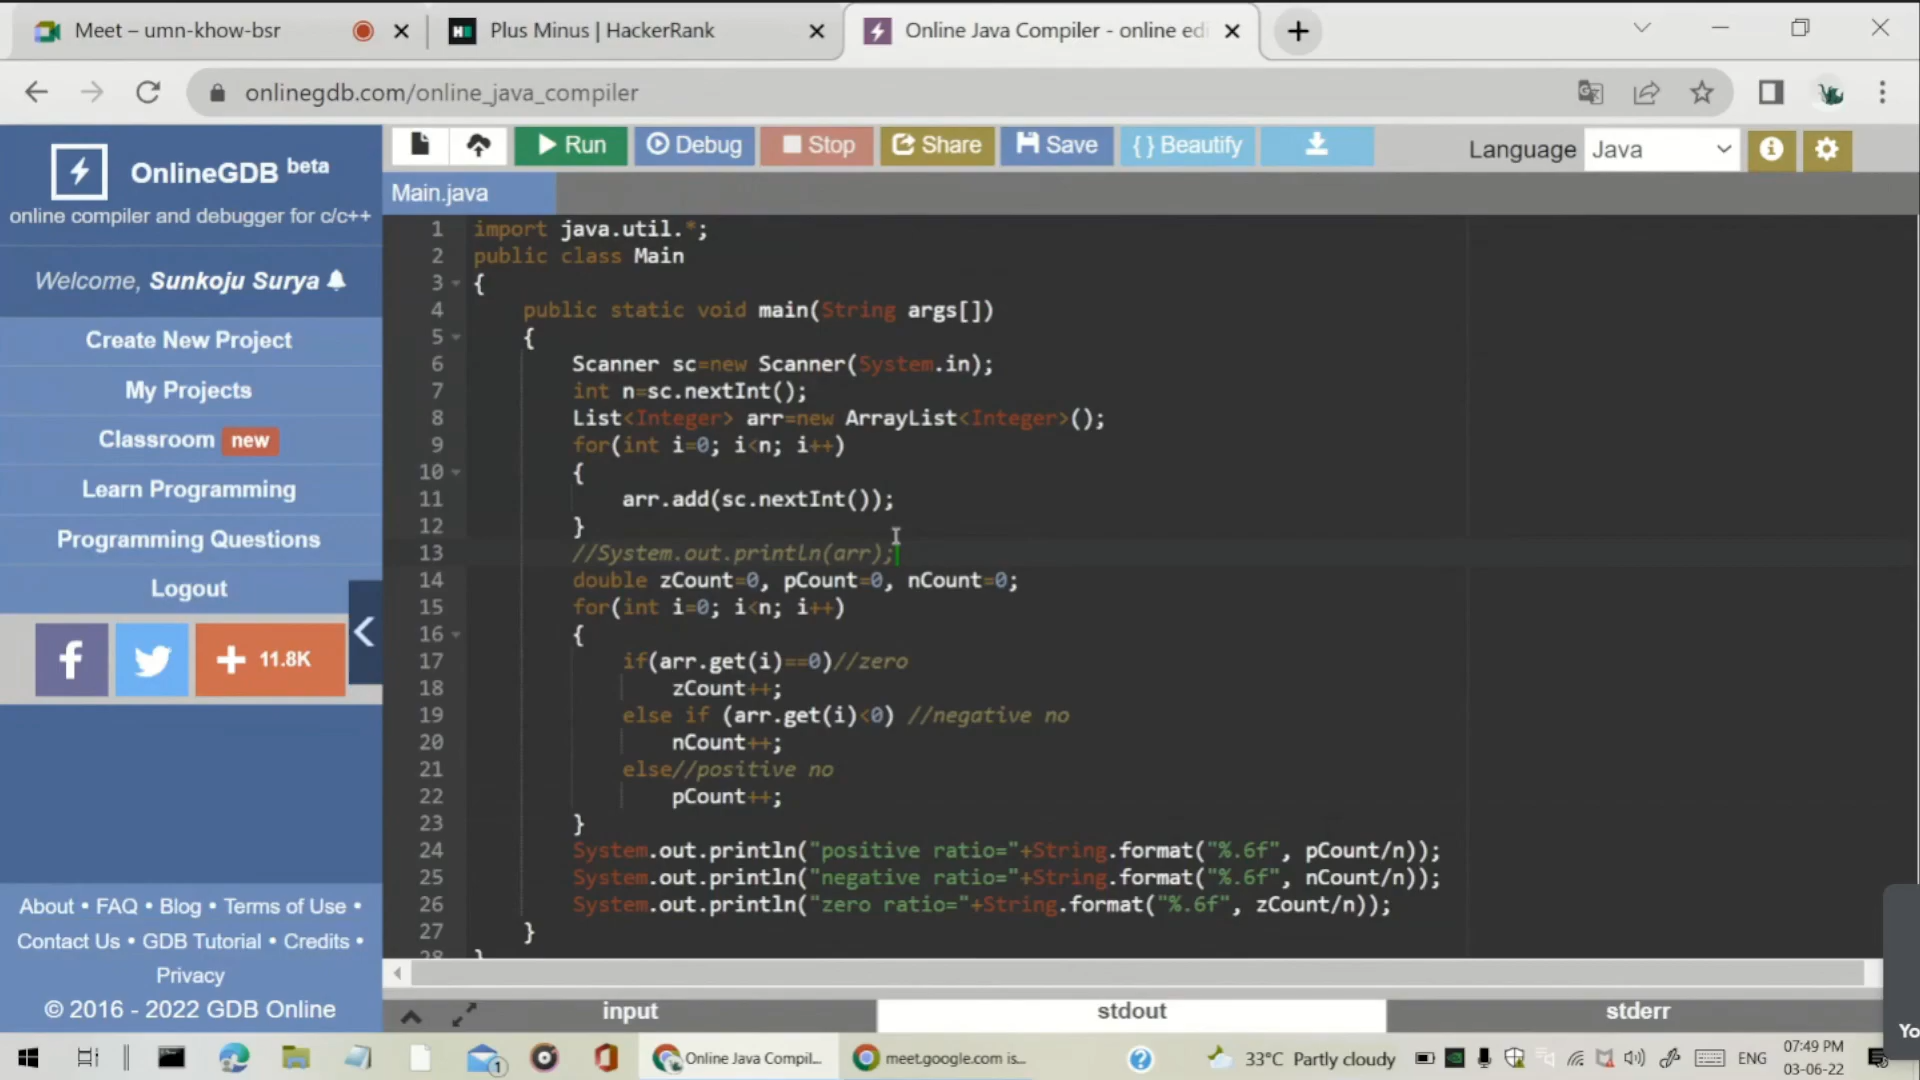 Meet – umn-khow-bsr
Plus Minus | HackerRank
Online Java Compiler - online edi
onlinegdb.com/online_java_compiler
OnlineGDB beta
online compiler and debugger for c/c++
Welcome, Sunkoju Surya
Create New Project
My Projects
Classroom new
Learn Programming
Programming Questions
Logout
11.8K
About • FAQ • Blog • Terms of Use •
Contact Us • GDB Tutorial • Credits •
Privacy
© 2016 - 2022 GDB Online
Run
Debug
Stop
Share
Save
{ } Beautify
Language Java
Main.java
1 import java.util.*;
2 public class Main
3 {
4 public static void main(String args[])
5 {
6 Scanner sc=new Scanner(System.in);
7 int n=sc.nextInt();
8 List<Integer> arr=new ArrayList<Integer>();
9 for(int i=0; i<n; i++)
10 {
11 arr.add(sc.nextInt());
12 }
13 //System.out.println(arr);
14 double zCount=0, pCount=0, nCount=0;
15 for(int i=0; i<n; i++)
16 {
17 if(arr.get(i)==0)//zero
18 zCount++;
19 else if (arr.get(i)<0) //negative no
20 nCount++;
21 else//positive no
22 pCount++;
23 }
24 System.out.println("positive ratio="+String.format("%.6f", pCount/n));
25 System.out.println("negative ratio="+String.format("%.6f", nCount/n));
26 System.out.println("zero ratio="+String.format("%.6f", zCount/n));
27 }
28 }
input
stdout
stderr
Yo
1
Online Java Compil...
meet.google.com is...
33°C Partly cloudy
ENG
07:49 PM
03-06-22